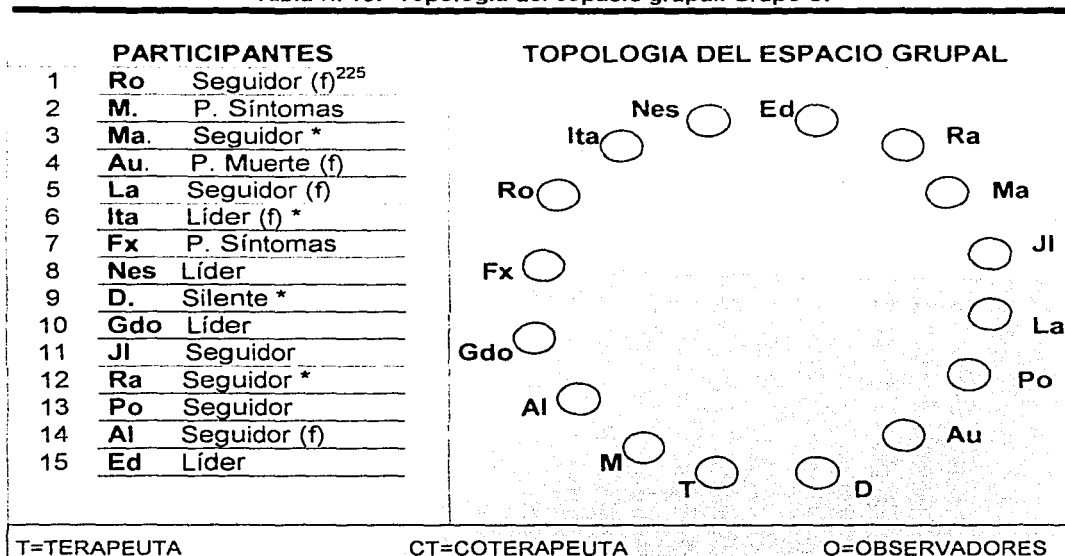 PARTICIPANTES
1 Ro Seguidor (f)225
2 M. P. Síntomas
3 Ma. Seguidor *
4 Au. P. Muerte (f)
5 La Seguidor (f)
6 Ita Líder (f) *
7 Fx P. Síntomas
8 Nes Líder
9 D. Silente *
10 Gdo Líder
11 Jl Seguidor
12 Ra Seguidor *
13 Po Seguidor
14 Al Seguidor (f)
15 Ed Líder
TOPOLOGIA DEL ESPACIO GRUPAL
Nes Ed
Ita Ra
Ro Ma
Jl
Fx
La
Gdo
Po
Al
Au
M
T D
T=TERAPEUTA CT=COTERAPEUTA O=OBSERVADORES